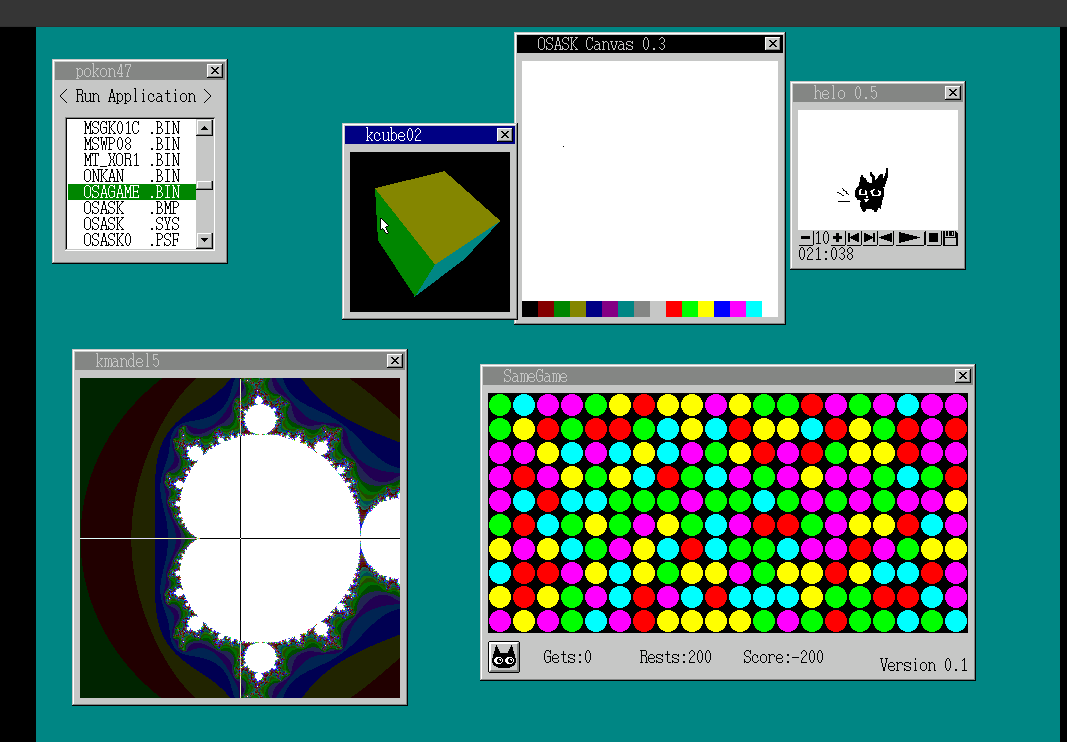 pokon47
< Run Application >
MSGK01C .BIN
MSWP08 .BIN
MT_XOR1 .BIN
ONKAN .BIN
OSAGAME .BIN
OSASK .BMP
OSASK .SYS
OSASK0 .PSF
kcube02
OSASK Canvas 0.3
helo 0.5
10
021:038
kmandel5
SameGame
Gets:0 Rests:200 Score:-200 Version 0.1